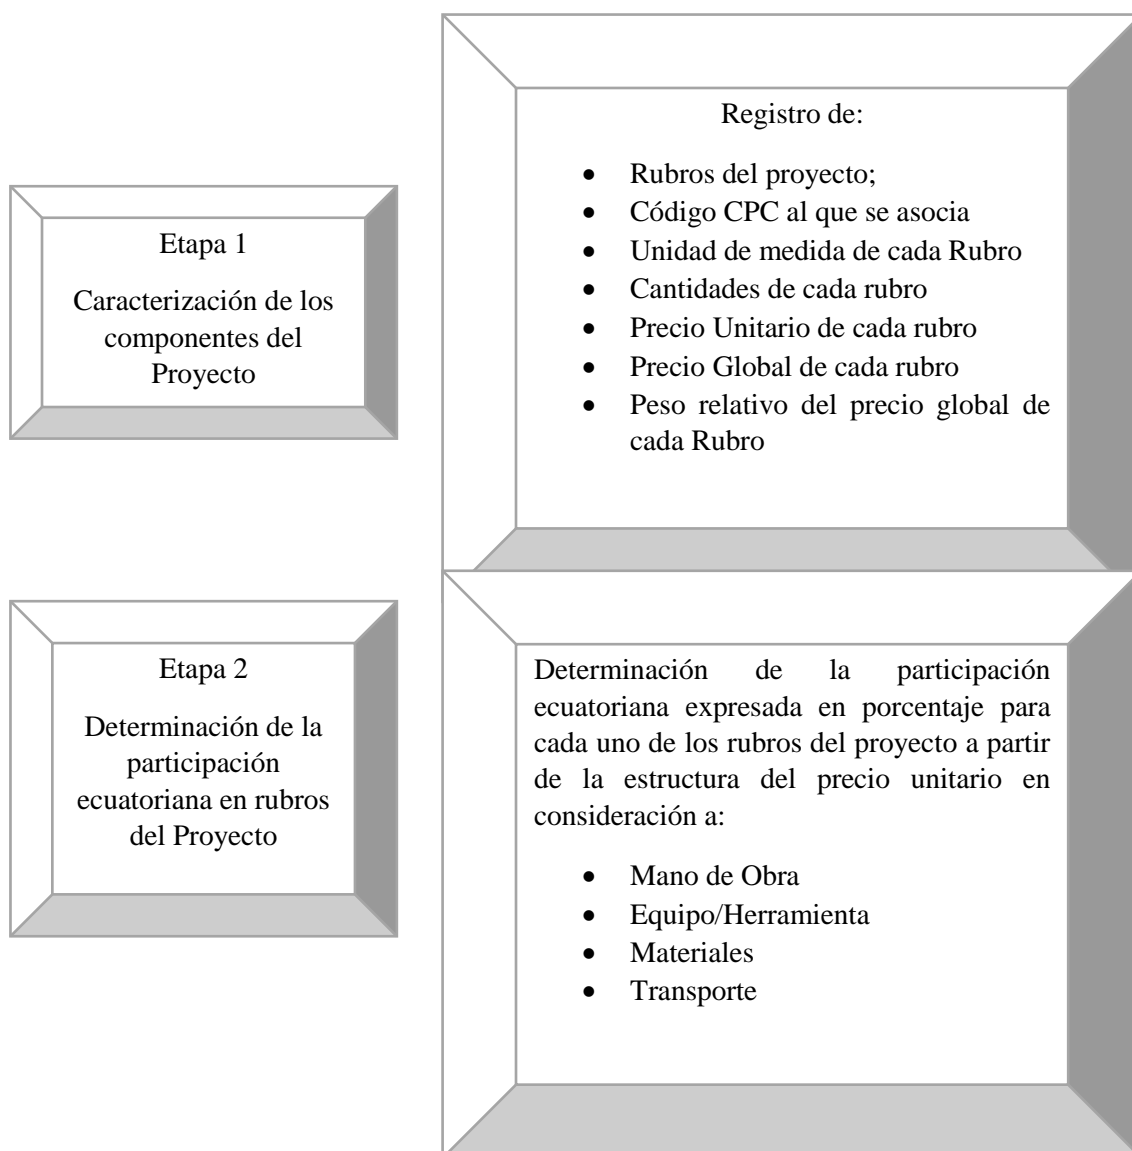 Etapa 1
Caracterización de los
componentes del
Proyecto
Registro de:
• Rubros del proyecto;
• Código CPC al que se asocia
• Unidad de medida de cada Rubro
• Cantidades de cada rubro
• Precio Unitario de cada rubro
• Precio Global de cada rubro
• Peso relativo del precio global de
cada Rubro
Etapa 2
Determinación de la
participación
ecuatoriana en rubros
del Proyecto
Determinación de la participación
ecuatoriana expresada en porcentaje para
cada uno de los rubros del proyecto a partir
de la estructura del precio unitario en
consideración a:
• Mano de Obra
• Equipo/Herramienta
• Materiales
• Transporte